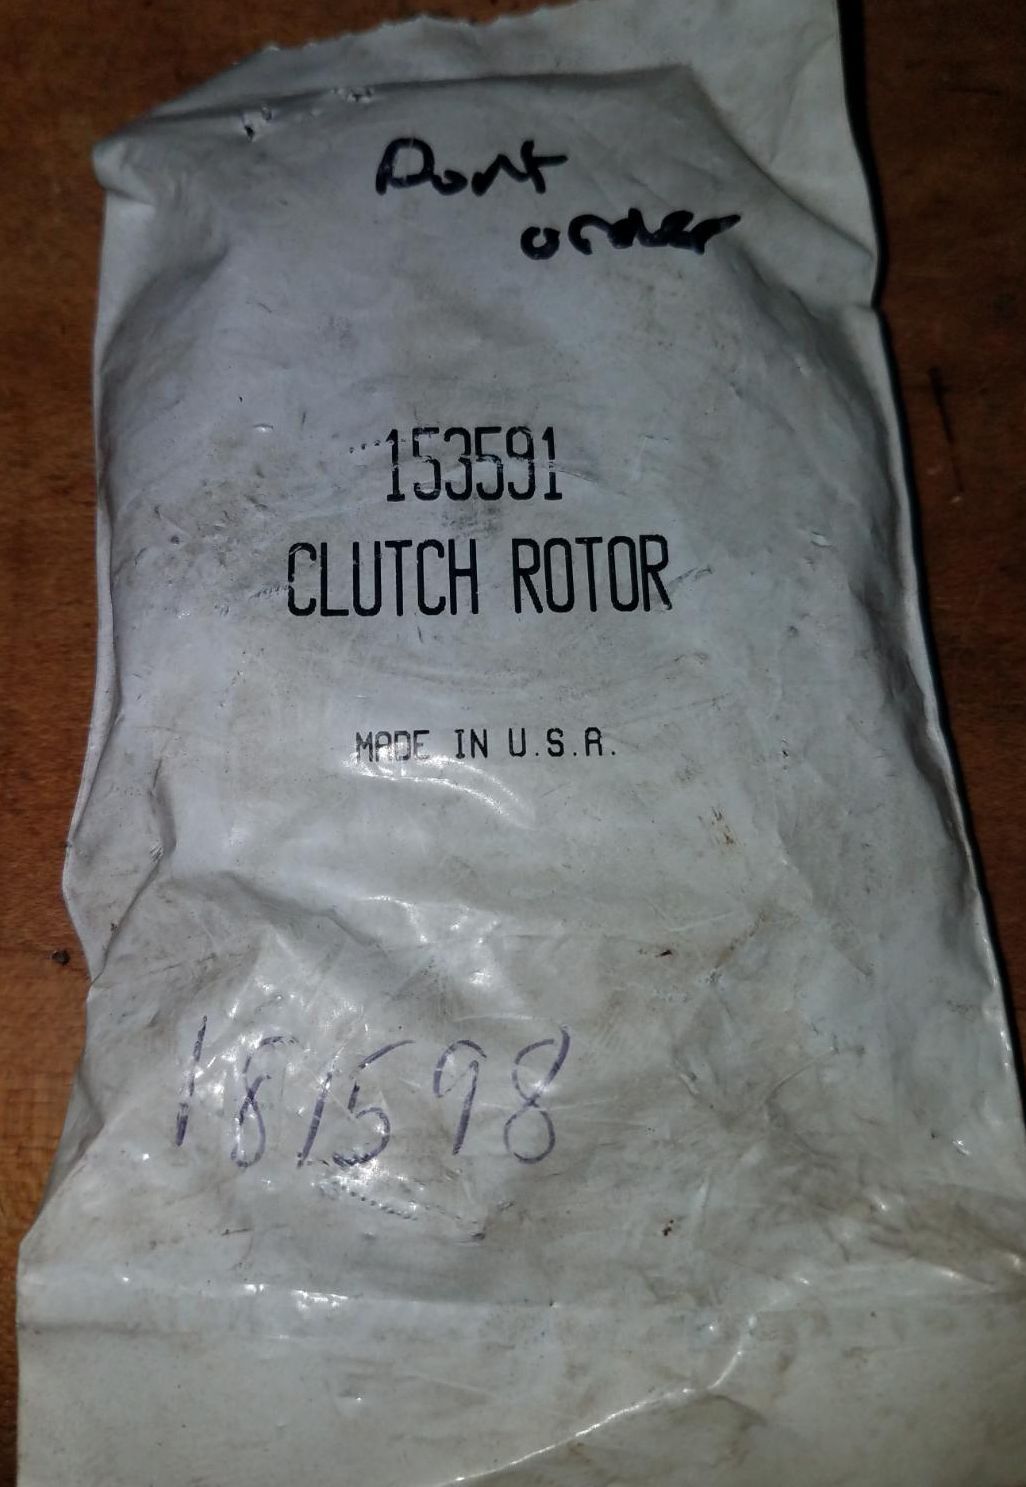 Dont
order
153591
CLUTCH ROTOR
MADE IN U.S.A.
181598